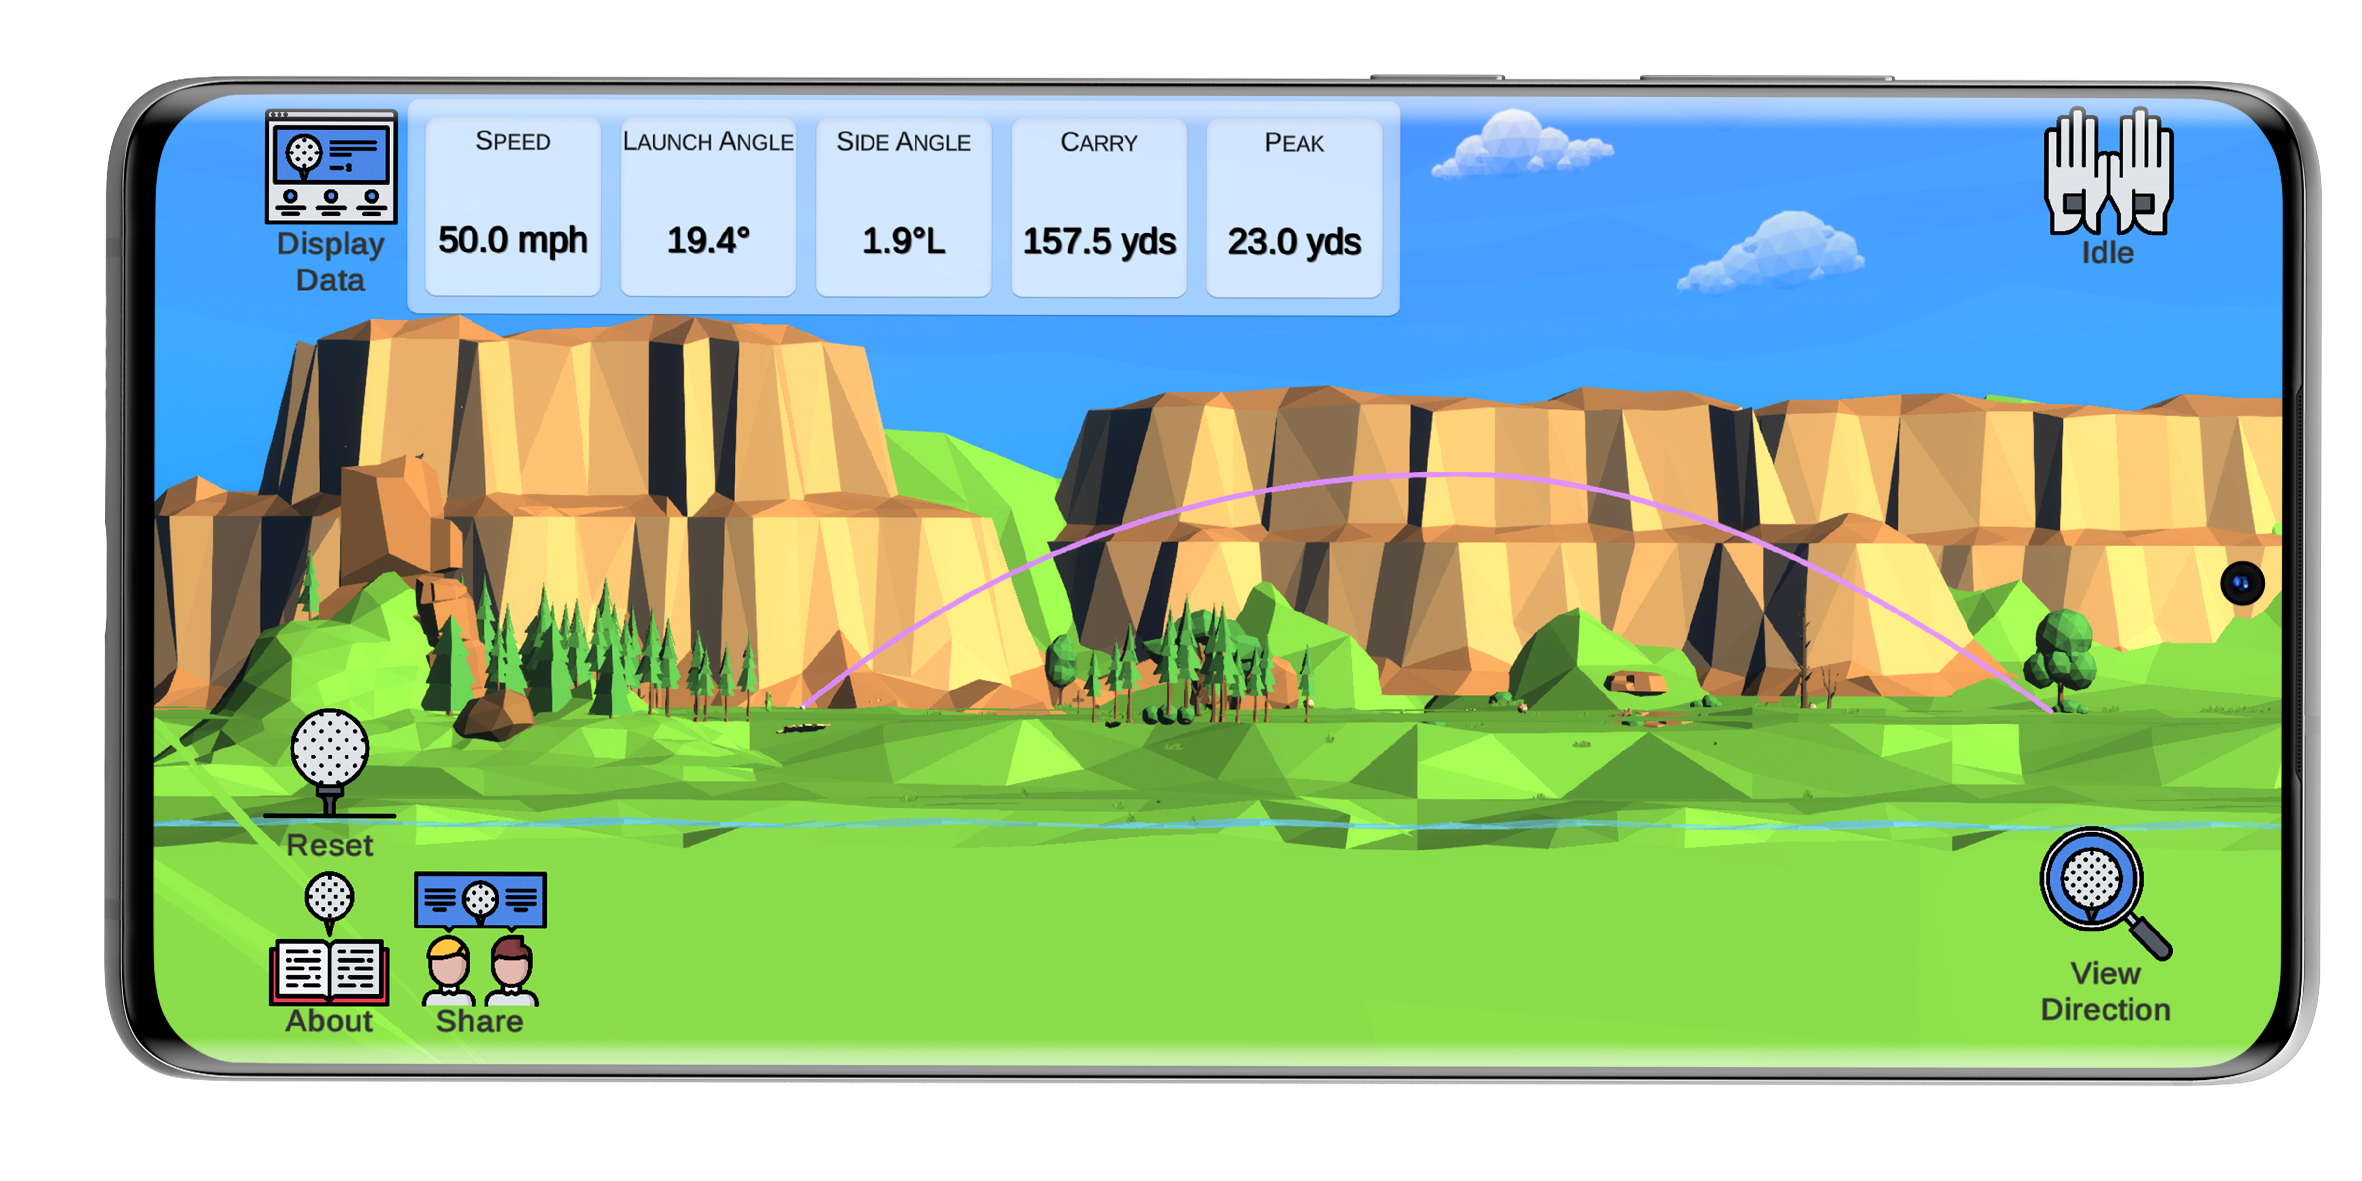 SPEED
LAUNCH ANGLE
SIDE ANGLE
CARRY
PEAK
50.0 mph
19.4°
1.9°L
157.5 yds
23.0 yds
Display
Data
Idle
Reset
About
Share
View
Direction